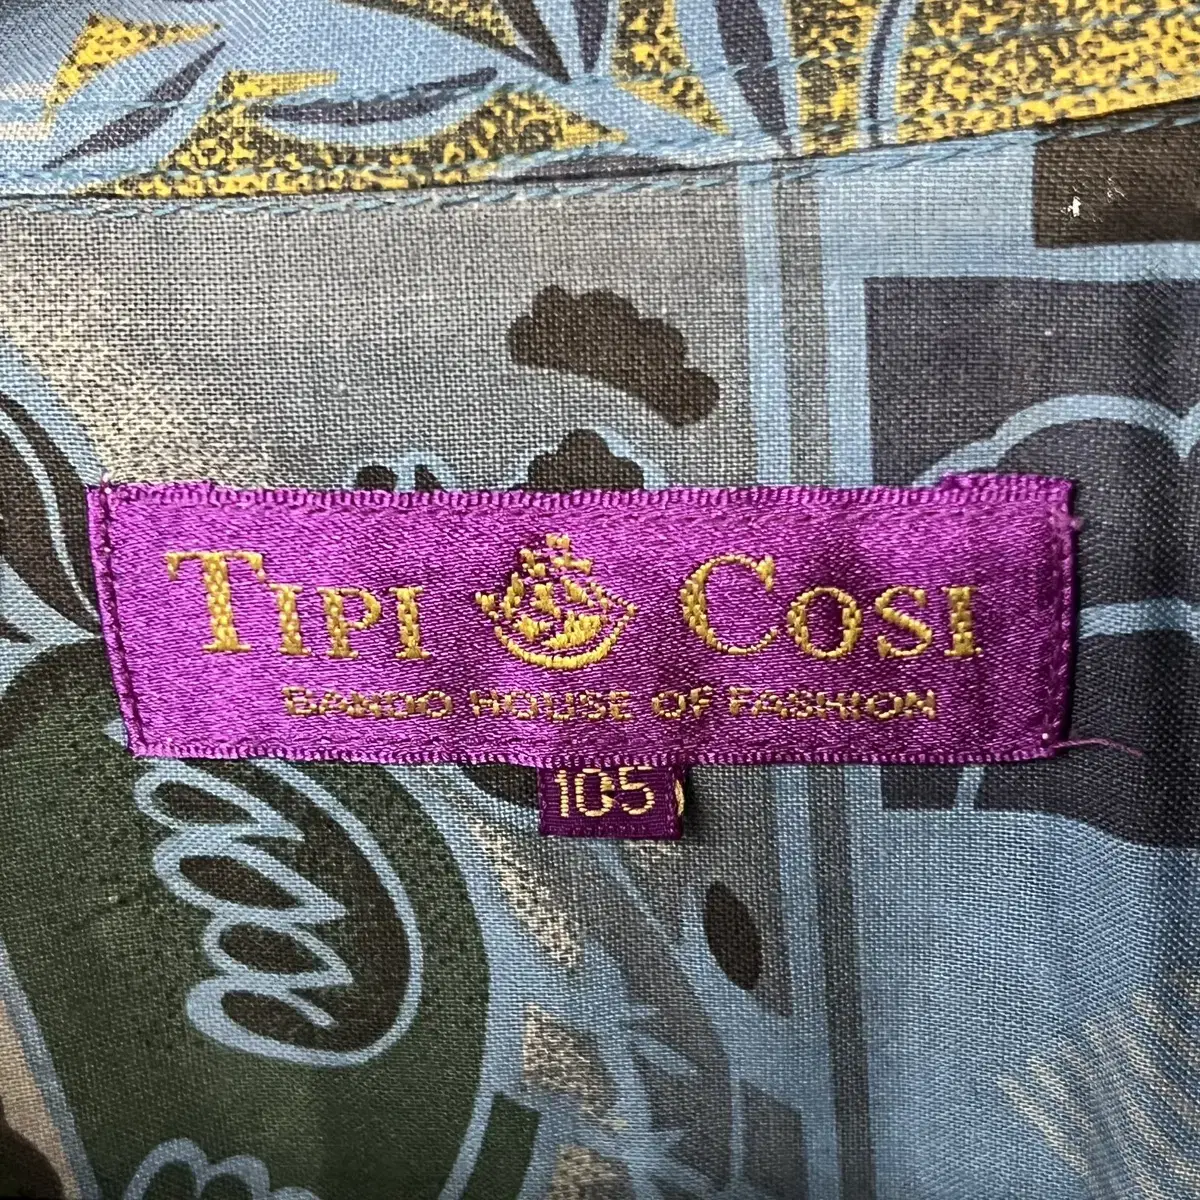 TIPI COSI
BANDO HOUSE OF FASHION
105